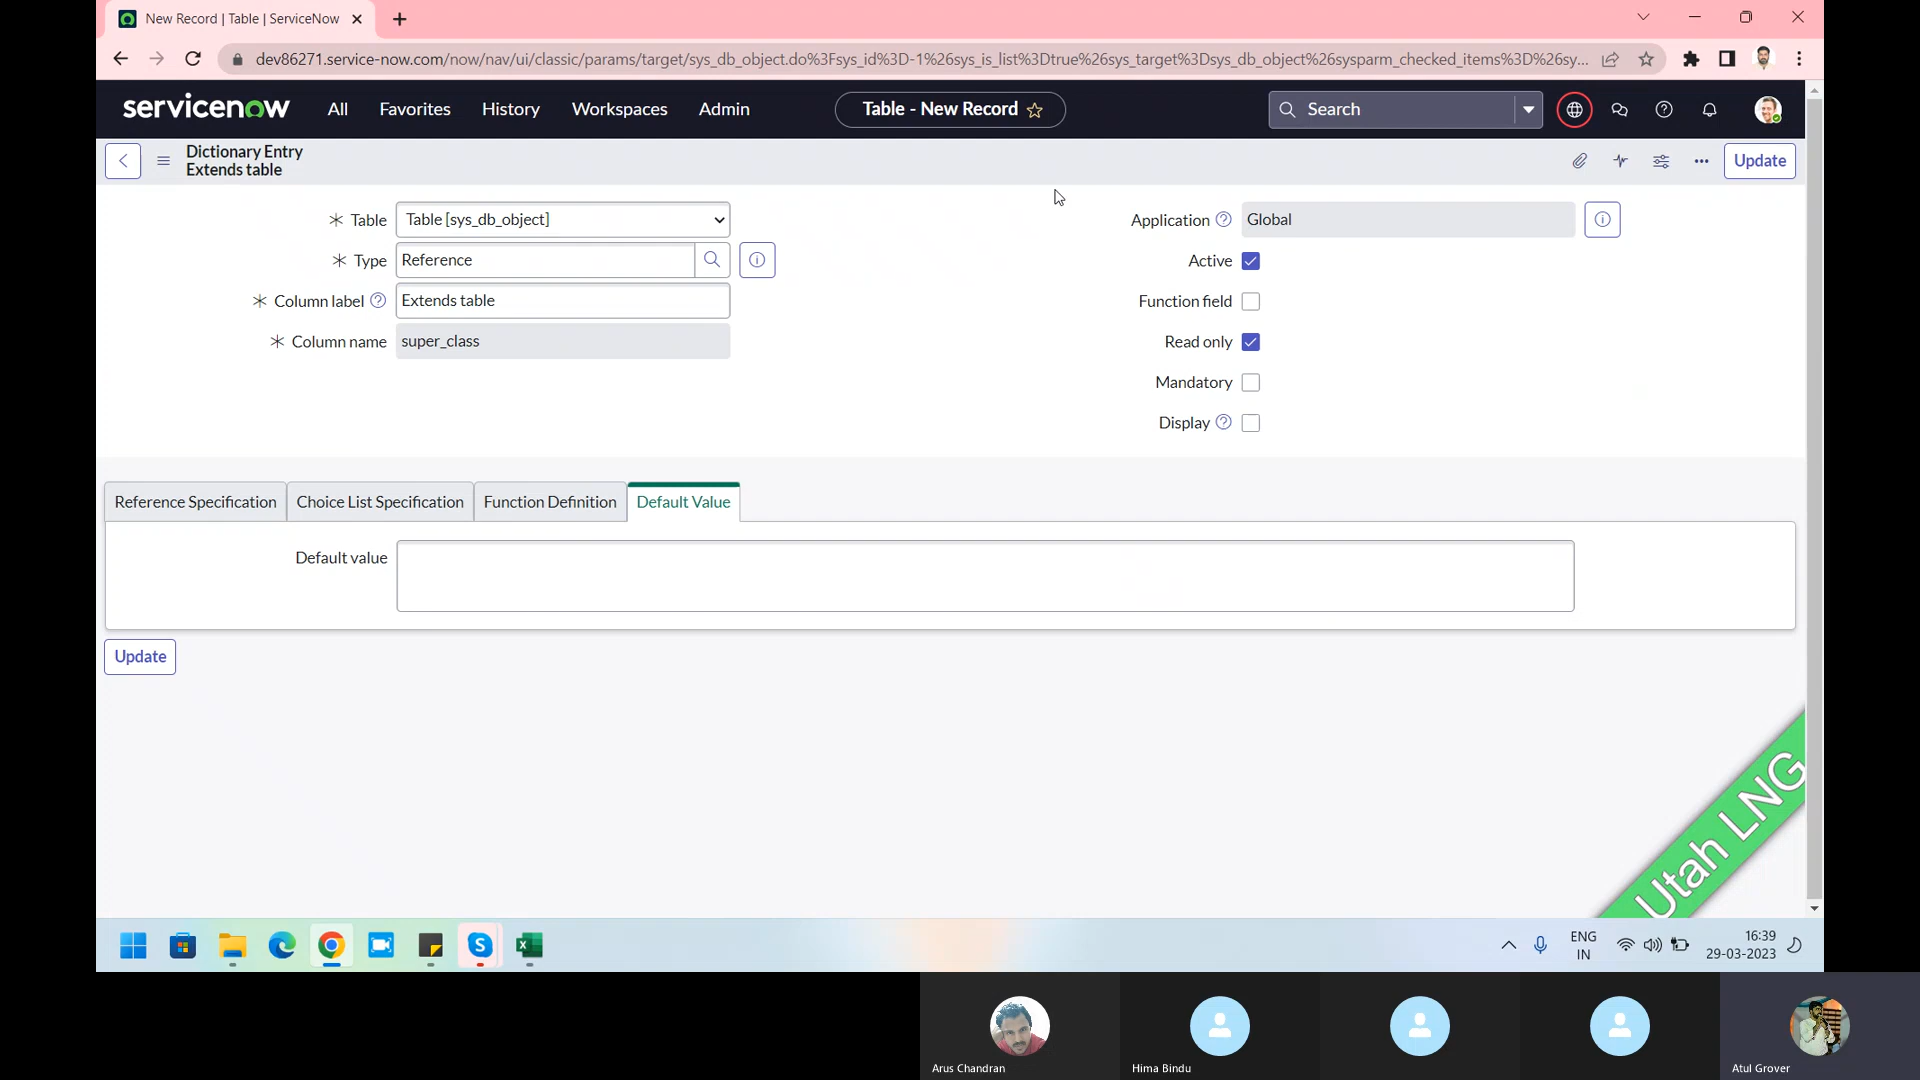 New Record | Table | ServiceNow
dev86271.service-now.com/now/nav/ui/classic/params/target/sys_db_object.do%3Fsys_id%3D-1%26sys_is_list%3Dtrue%26sys_target%3Dsys_db_object%26sysparm_checked_items%3D%26sy...
servicenow
All
Favorites
History
Workspaces
Admin
Table - New Record
Search
Dictionary Entry
Extends table
Update
Table
Table [sys_db_object]
Type
Reference
Column label
Extends table
Column name
super_class
Application
Global
Active
Function field
Read only
Mandatory
Display
Reference Specification
Choice List Specification
Function Definition
Default Value
Default value
Update
Utah LNG
ENG
IN
16:39
29-03-2023
Arus Chandran
Hima Bindu
Atul Grover